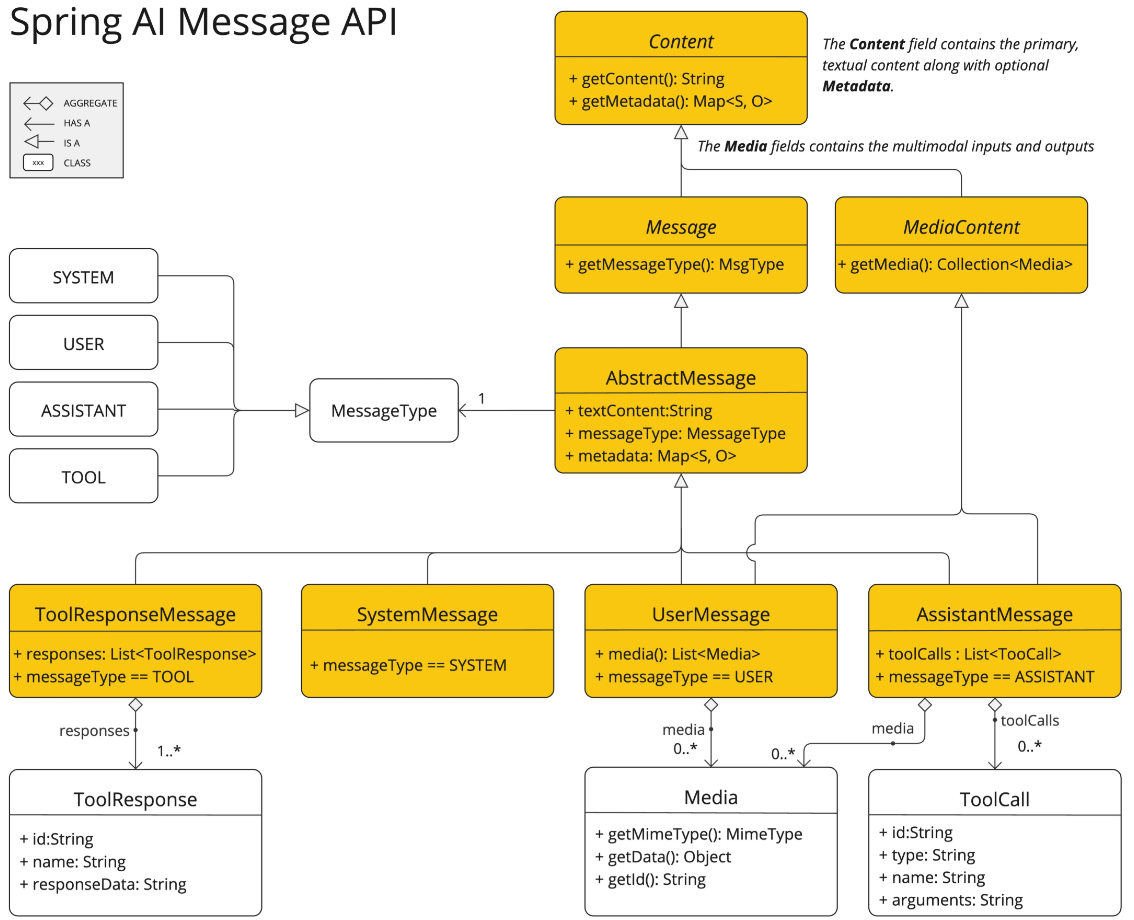 Spring AI Message API
AGGREGATE
HAS A
IS A
xxx
CLASS
Content
+ getContent(): String
+ getMetadata(): Map<S, O>
The Content field contains the primary,
textual content along with optional
Metadata.
The Media fields contains the multimodal inputs and outputs
Message
+ getMessageType(): MsgType
MediaContent
+ getMedia(): Collection<Media>
SYSTEM
USER
ASSISTANT
TOOL
MessageType
1
AbstractMessage
+ textContent:String
+ messageType: MessageType
+ metadata: Map<S, O>
ToolResponseMessage
+ responses: List<ToolResponse>
+ messageType == TOOL
SystemMessage
+ messageType == SYSTEM
UserMessage
+ media(): List<Media>
+ messageType == USER
AssistantMessage
+ toolCalls : List<TooCall>
+ messageType == ASSISTANT
responses
1..*
media
0..*
media
0..*
toolCalls
0..*
ToolResponse
+ id:String
+ name: String
+ responseData: String
Media
+ getMimeType(): MimeType
+ getData(): Object
+ getId(): String
ToolCall
+ id:String
+ type: String
+ name: String
+ arguments: String